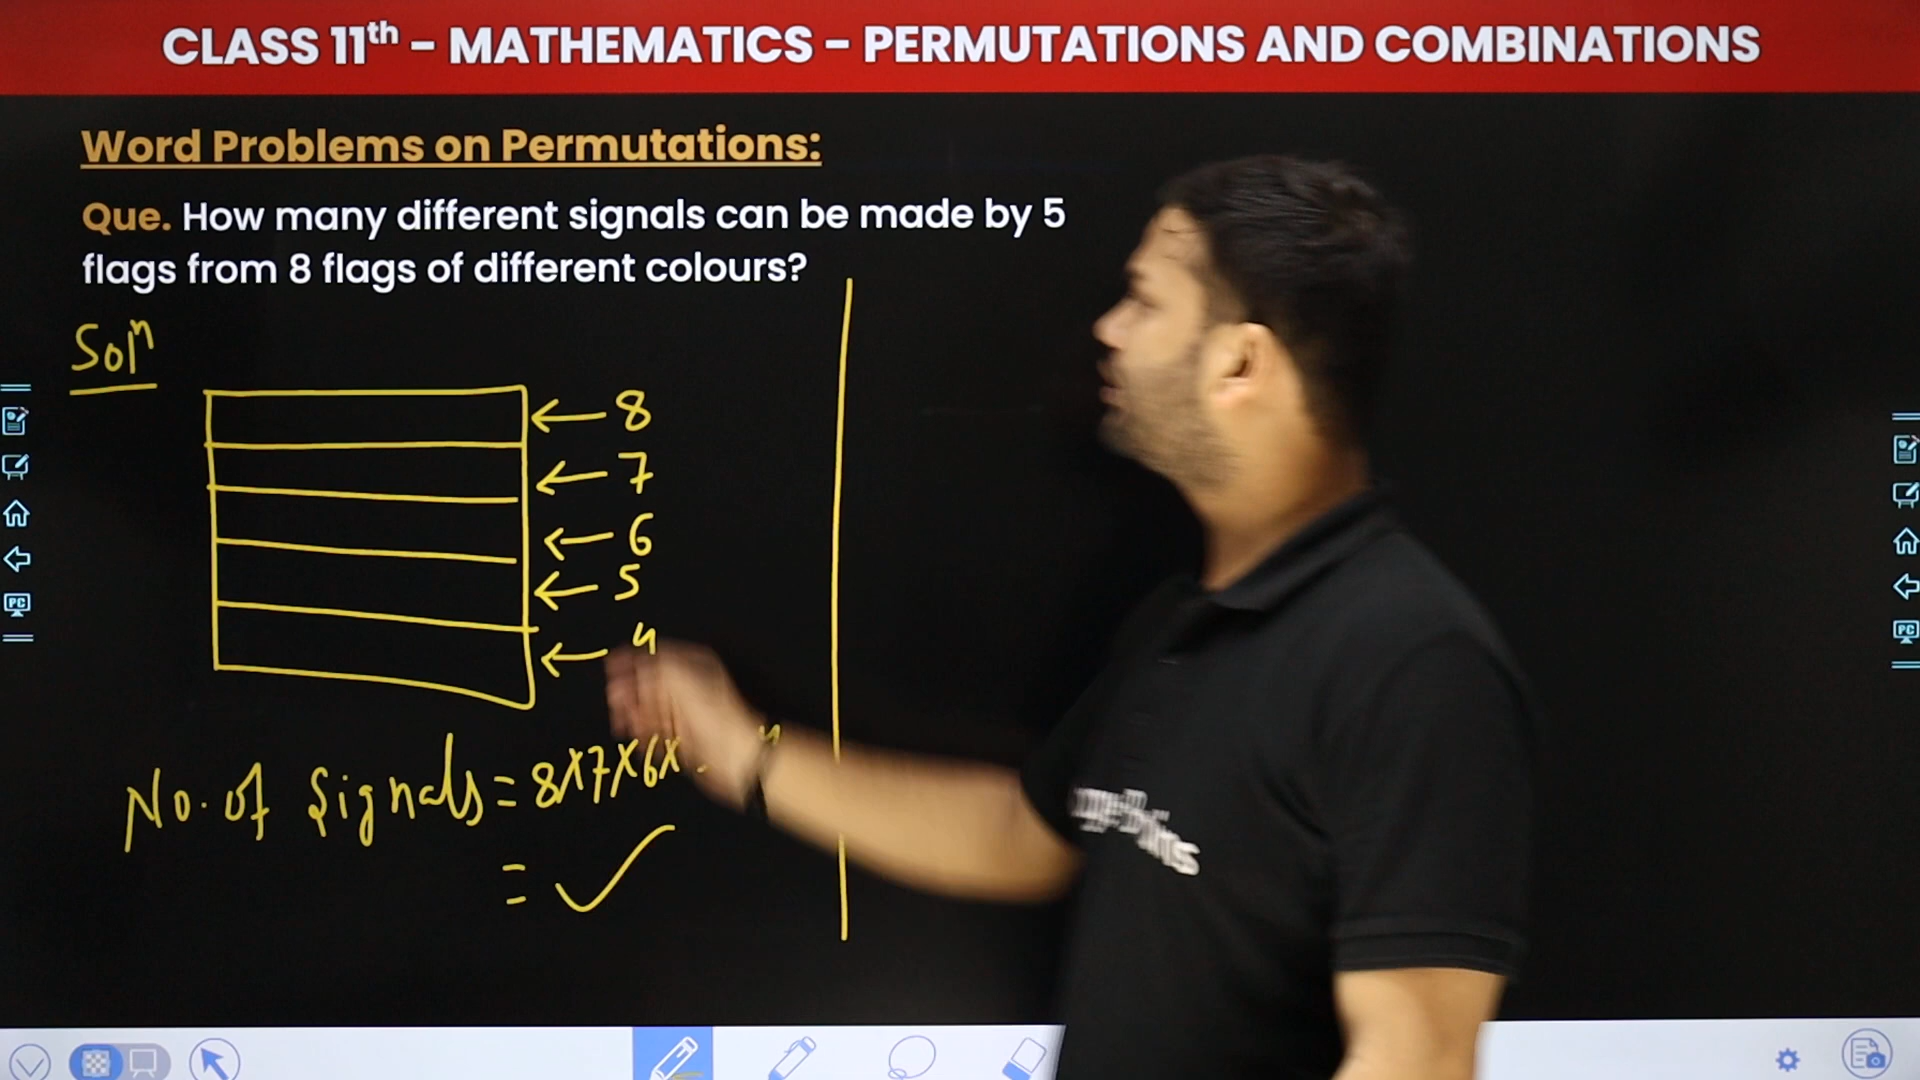 CLASS 11th - MATHEMATICS - PERMUTATIONS AND COMBINATIONS
Word Problems on Permutations:
Que. How many different signals can be made by 5
flags from 8 flags of different colours?
Solⁿ
← 8
← 7
← 6
← 5
← 4
No. of Signals = 8×7×6×
=✓
PC
PC